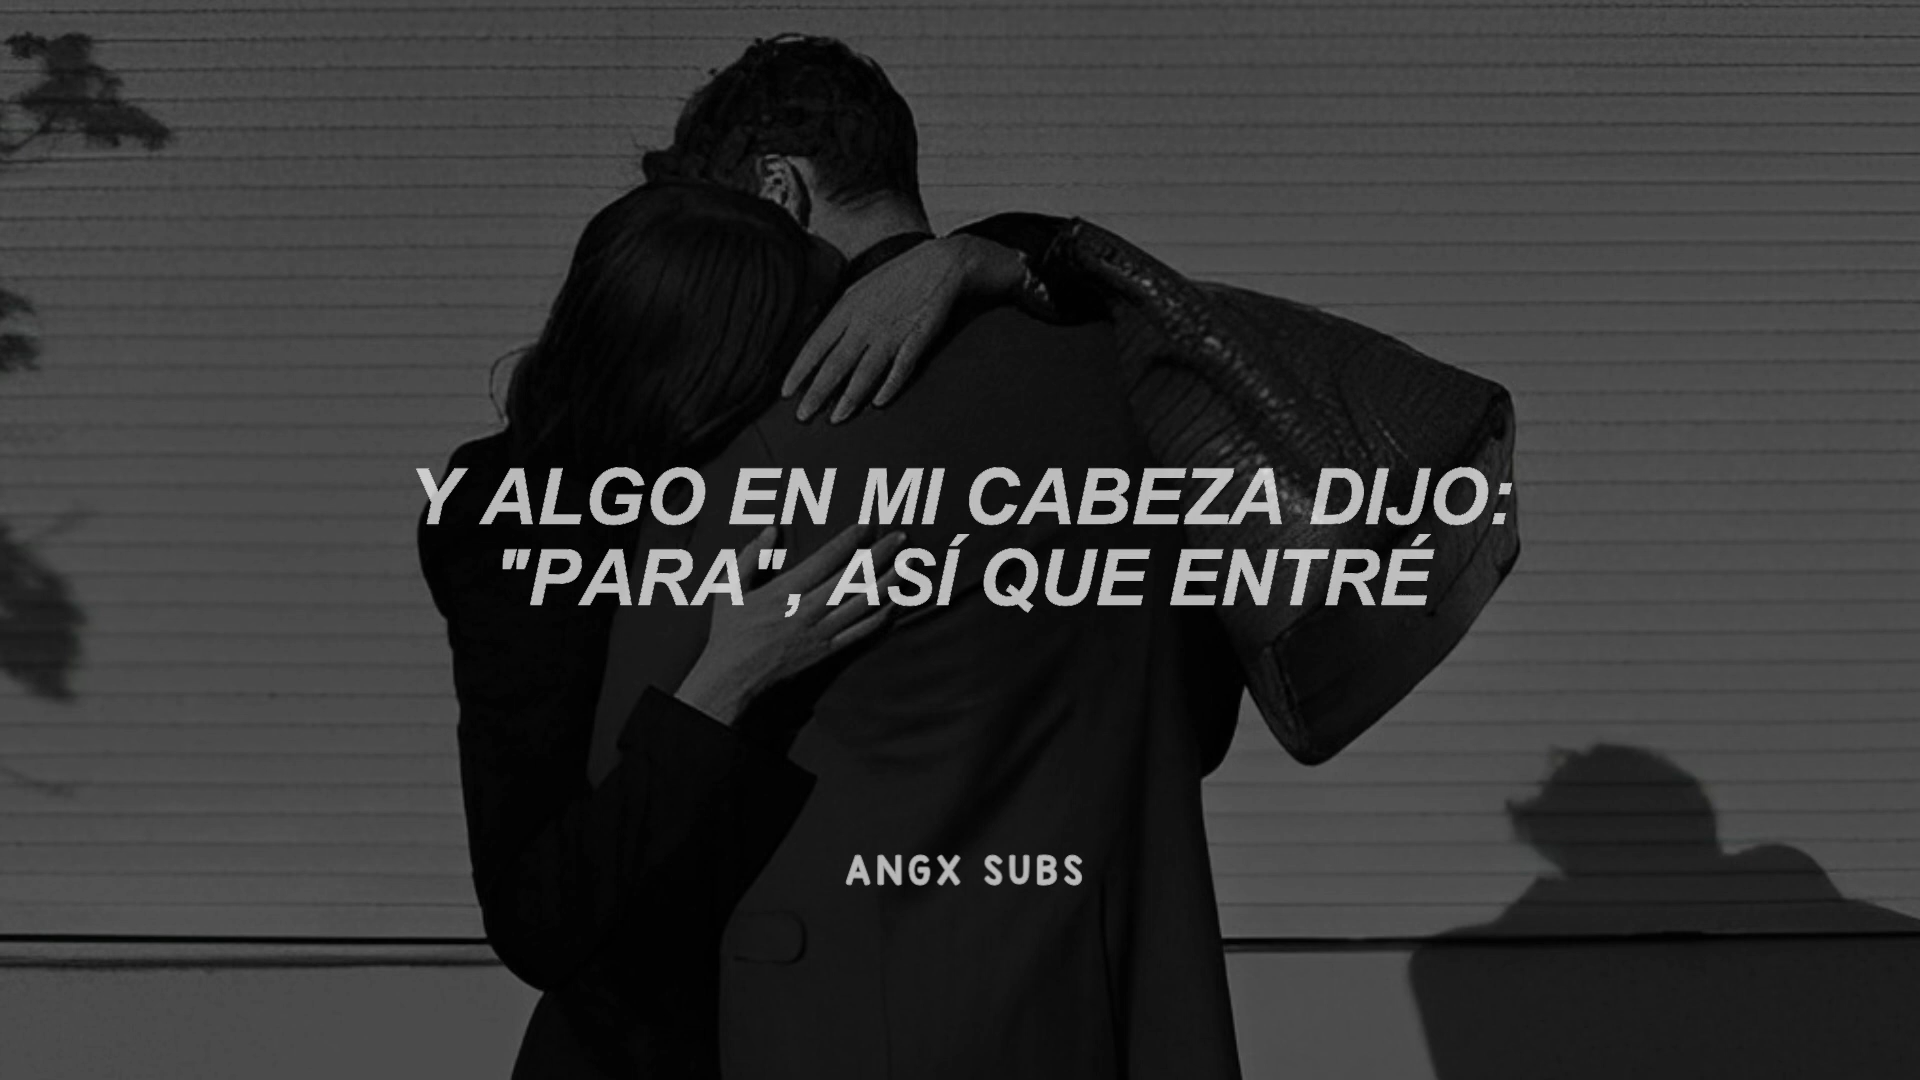 Y ALGO EN MI CABEZA DIJO:
"PARA", ASÍ QUE ENTRÉ
ANGX SUBS